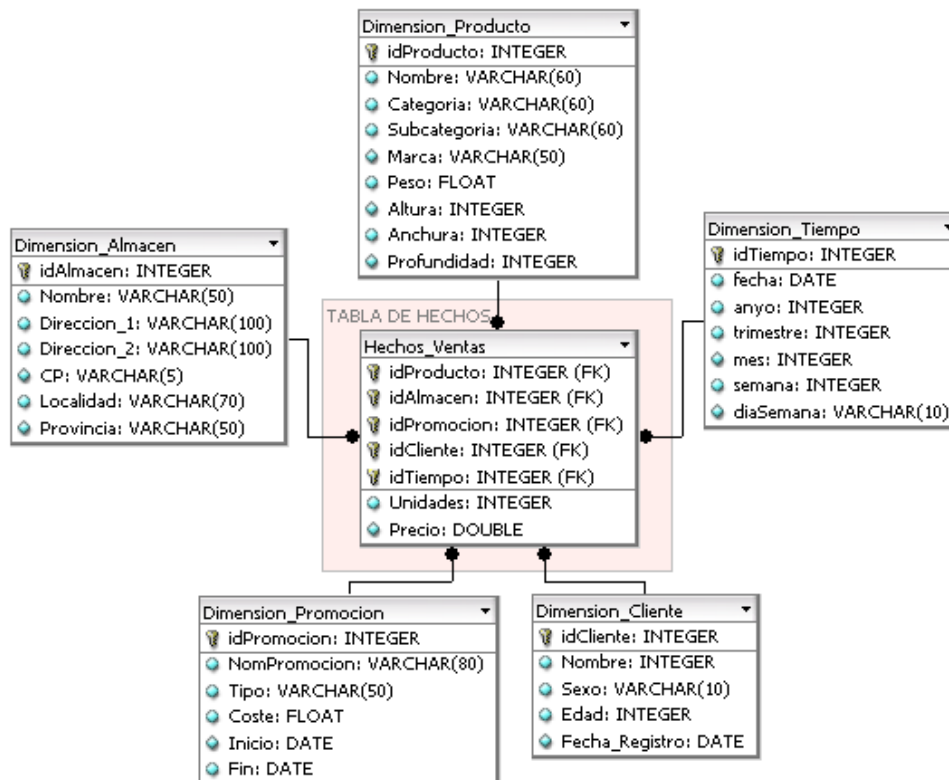 Dimension_Producto
idProducto: INTEGER
Nombre: VARCHAR(60)
Categoria: VARCHAR(60)
Subcategoria: VARCHAR(60)
Marca: VARCHAR(50)
Peso: FLOAT
Altura: INTEGER
Anchura: INTEGER
Profundidad: INTEGER
Dimension_Almacen
idAlmacen: INTEGER
Nombre: VARCHAR(50)
Direccion_1: VARCHAR(100)
Direccion_2: VARCHAR(100)
CP: VARCHAR(5)
Localidad: VARCHAR(70)
Provincia: VARCHAR(50)
Dimension_Tiempo
idTiempo: INTEGER
fecha: DATE
anyo: INTEGER
trimestre: INTEGER
mes: INTEGER
semana: INTEGER
diaSemana: VARCHAR(10)
TABLA DE HECHOS
Hechos_Ventas
idProducto: INTEGER (FK)
idAlmacen: INTEGER (FK)
idPromocion: INTEGER (FK)
idCliente: INTEGER (FK)
idTiempo: INTEGER (FK)
Unidades: INTEGER
Precio: DOUBLE
Dimension_Promocion
idPromocion: INTEGER
NomPromocion: VARCHAR(80)
Tipo: VARCHAR(50)
Coste: FLOAT
Inicio: DATE
Fin: DATE
Dimension_Cliente
idCliente: INTEGER
Nombre: INTEGER
Sexo: VARCHAR(10)
Edad: INTEGER
Fecha_Registro: DATE